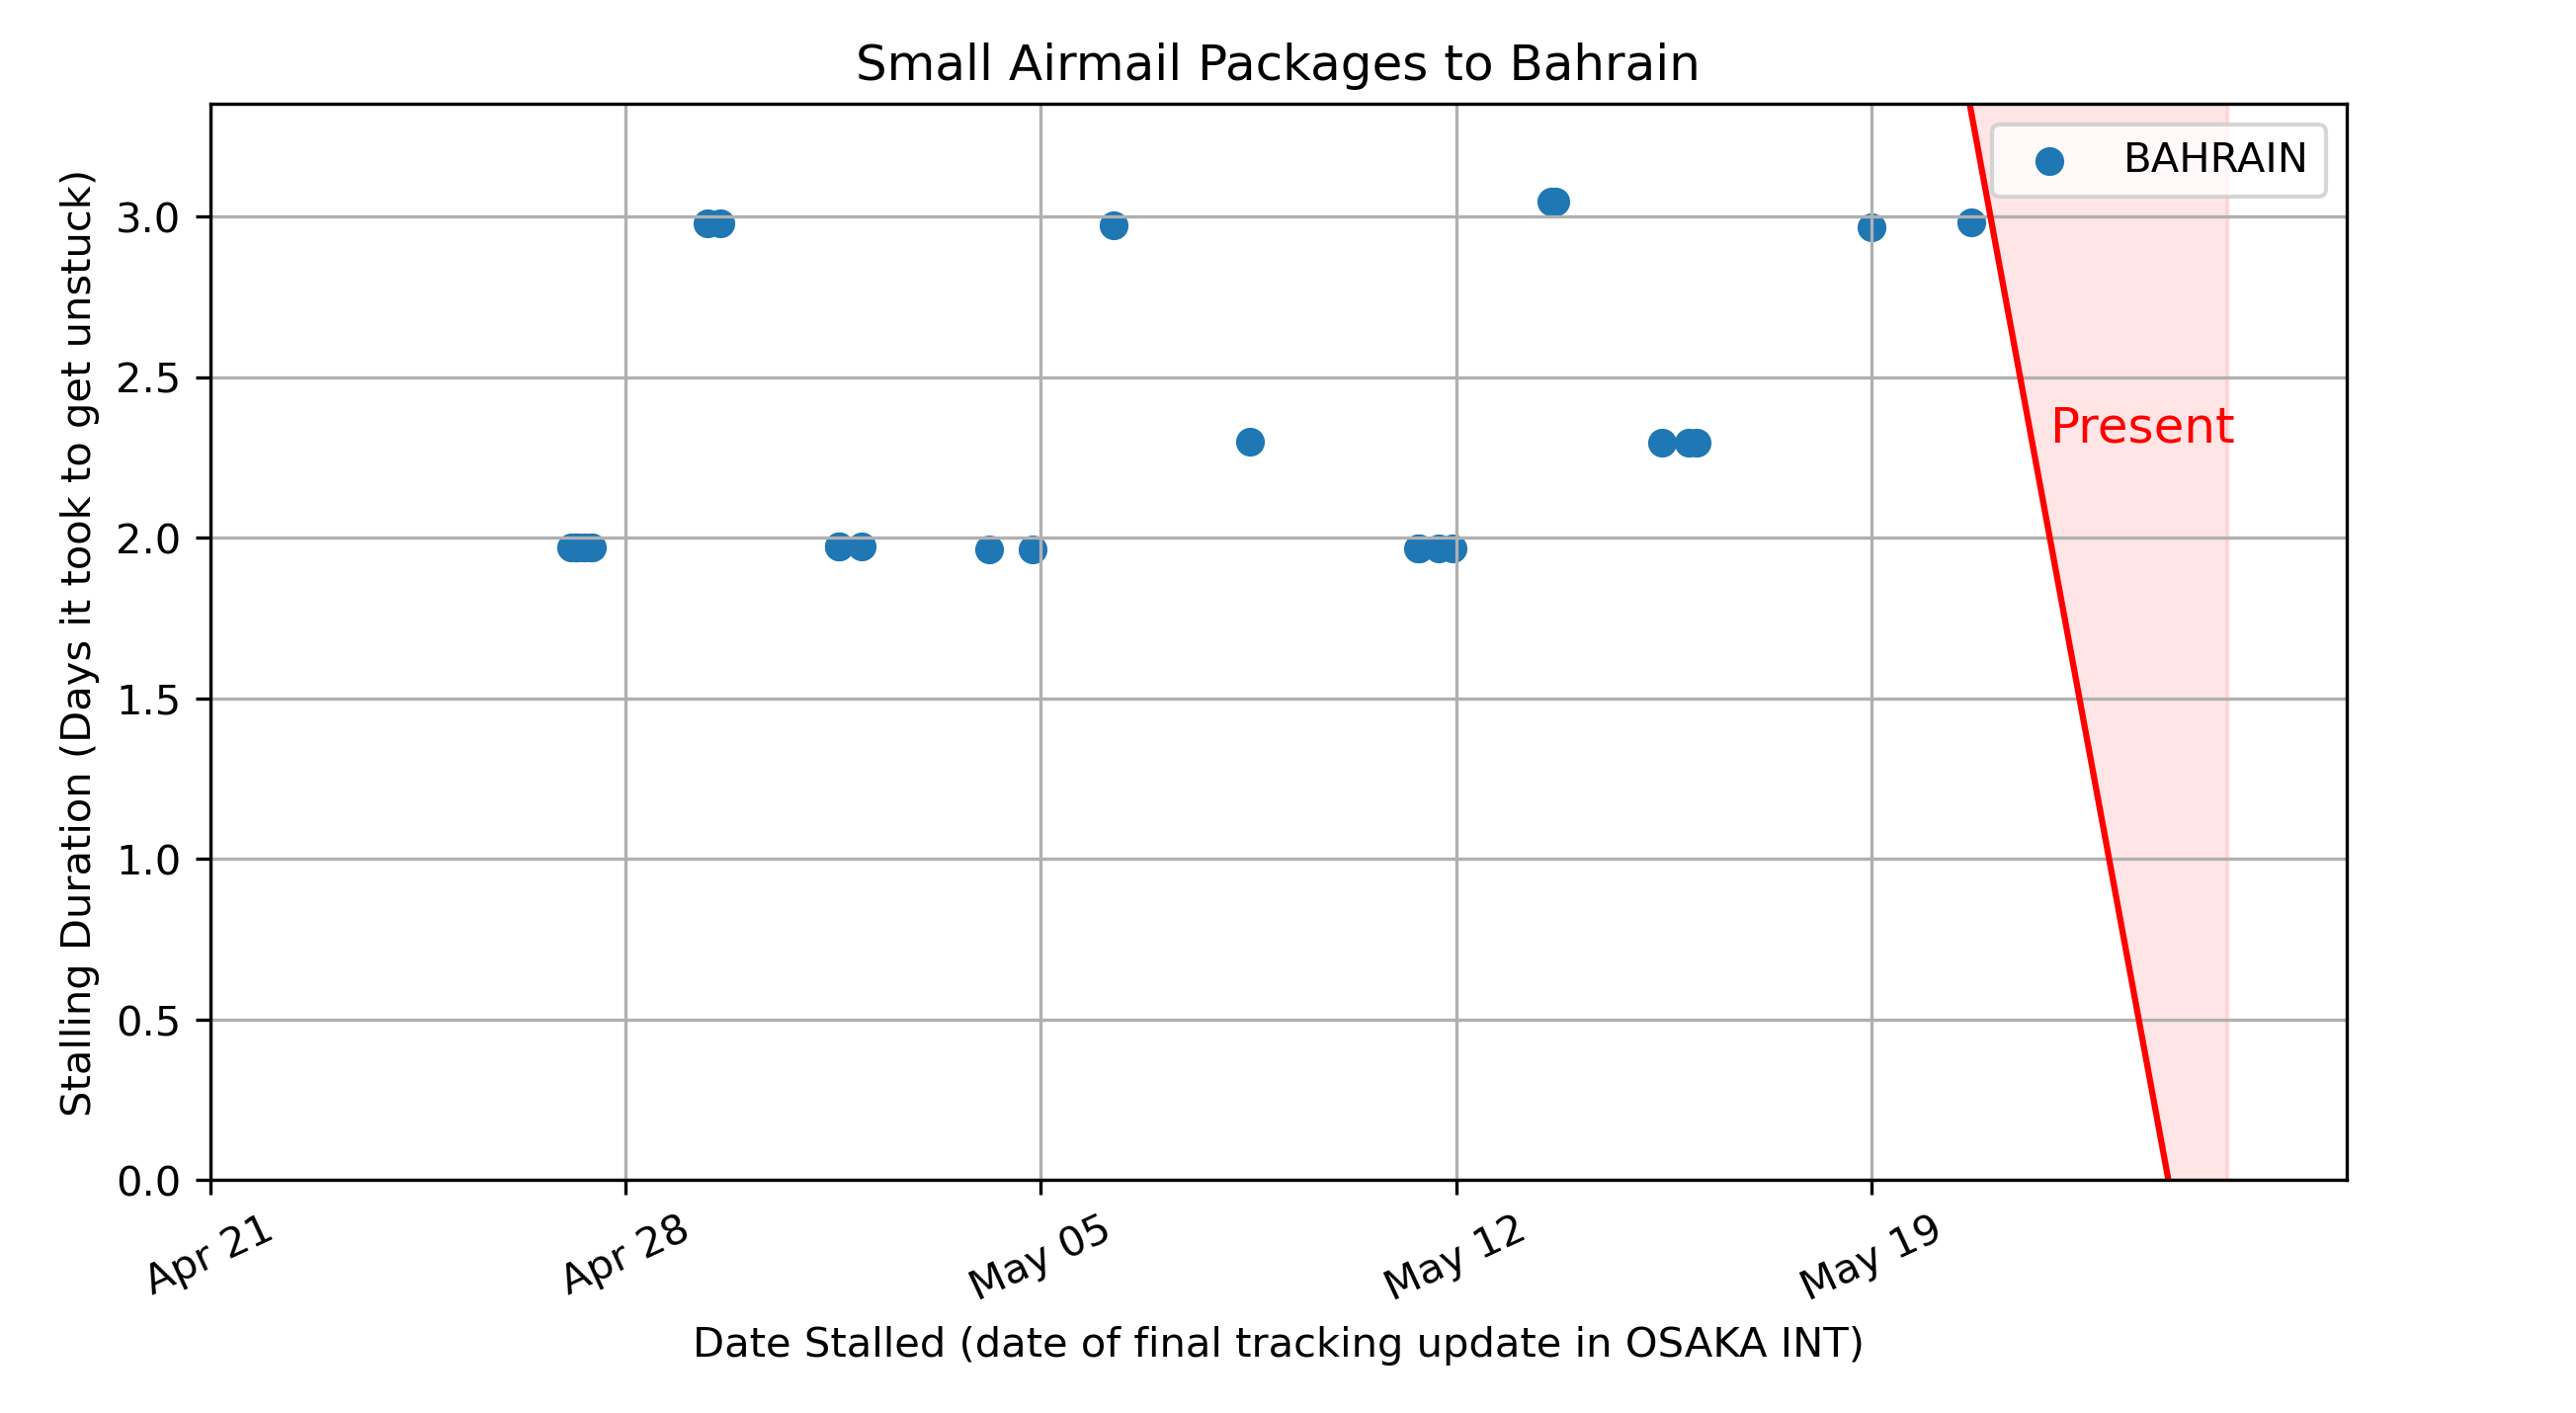 Small Airmail Packages to Bahrain
BAHRAIN
Present
Stalling Duration (Days it took to get unstuck)
3.0
2.5
2.0
1.5
1.0
0.5
0.0
Apr 21
Apr 28
May 05
May 12
May 19
Date Stalled (date of final tracking update in OSAKA INT)